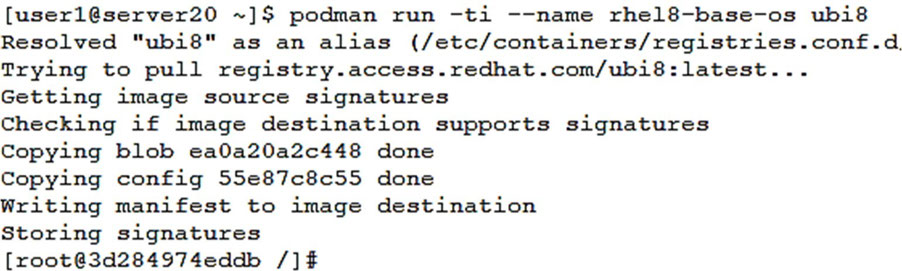 [user1@server20 ~]$ podman run -ti --name rhel8-base-os ubi8
Resolved "ubi8" as an alias (/etc/containers/registries.conf.d
Trying to pull registry.access.redhat.com/ubi8:latest...
Getting image source signatures
Checking if image destination supports signatures
Copying blob ea0a20a2c448 done
Copying config 55e87c8c55 done
Writing manifest to image destination
Storing signatures
[root@3d284974eddb /]#